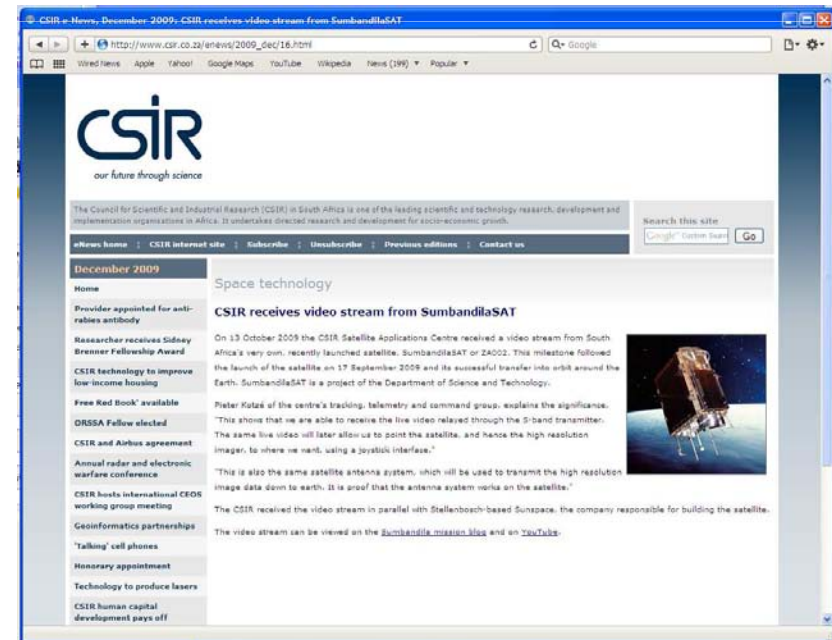 CSIR e-News, December 2009: CSIR receives video stream from SumbandilaSAT
http://www.csir.co.za/enews/2009_dec/16.html
Google
Wired News Apple Yahoo! Google Maps YouTube Wikipedia News (199) Popular
CSIR
our future through science
The Council for Scientific and Industrial Research (CSIR) in South Africa is one of the leading scientific and technology research, development and
implementation organisations in Africa. It undertakes directed research and development for socio-economic growth.
Search this site
Google Custom Sear
Go
eNews home : CSIR internet site : Subscribe : Unsubscribe : Previous editions : Contact us
December 2009
Home
Provider appointed for anti-
rabies antibody
Researcher receives Sidney
Brenner Fellowship Award
CSIR technology to improve
low-income housing
Free Red Book' available
ORSSA Fellow elected
CSIR and Airbus agreement
Annual radar and electronic
warfare conference
CSIR hosts international CEOS
working group meeting
Geoinformatics partnerships
'Talking' cell phones
Honorary appointment
Technology to produce lasers
CSIR human capital
development pays off
Space technology
CSIR receives video stream from SumbandilaSAT
On 13 October 2009 the CSIR Satellite Applications Centre received a video stream from South
Africa's very own, recently launched satellite, SumbandilaSAT or ZA002. This milestone followed
the launch of the satellite on 17 September 2009 and its successful transfer into orbit around the
Earth. SumbandilaSAT is a project of the Department of Science and Technology.
Pieter Kotzé of the centre's tracking, telemetry and command group, explains the significance.
"This shows that we are able to receive the live video relayed through the S-band transmitter.
The same live video will later allow us to point the satellite, and hence the high resolution
imager, to where we want, using a joystick interface."
"This is also the same satellite antenna system, which will be used to transmit the high resolution
image data down to earth. It is proof that the antenna system works on the satellite."
The CSIR received the video stream in parallel with Stellenbosch-based Sunspace, the company responsible for building the satellite.
The video stream can be viewed on the Sumbandila mission blog and on YouTube.